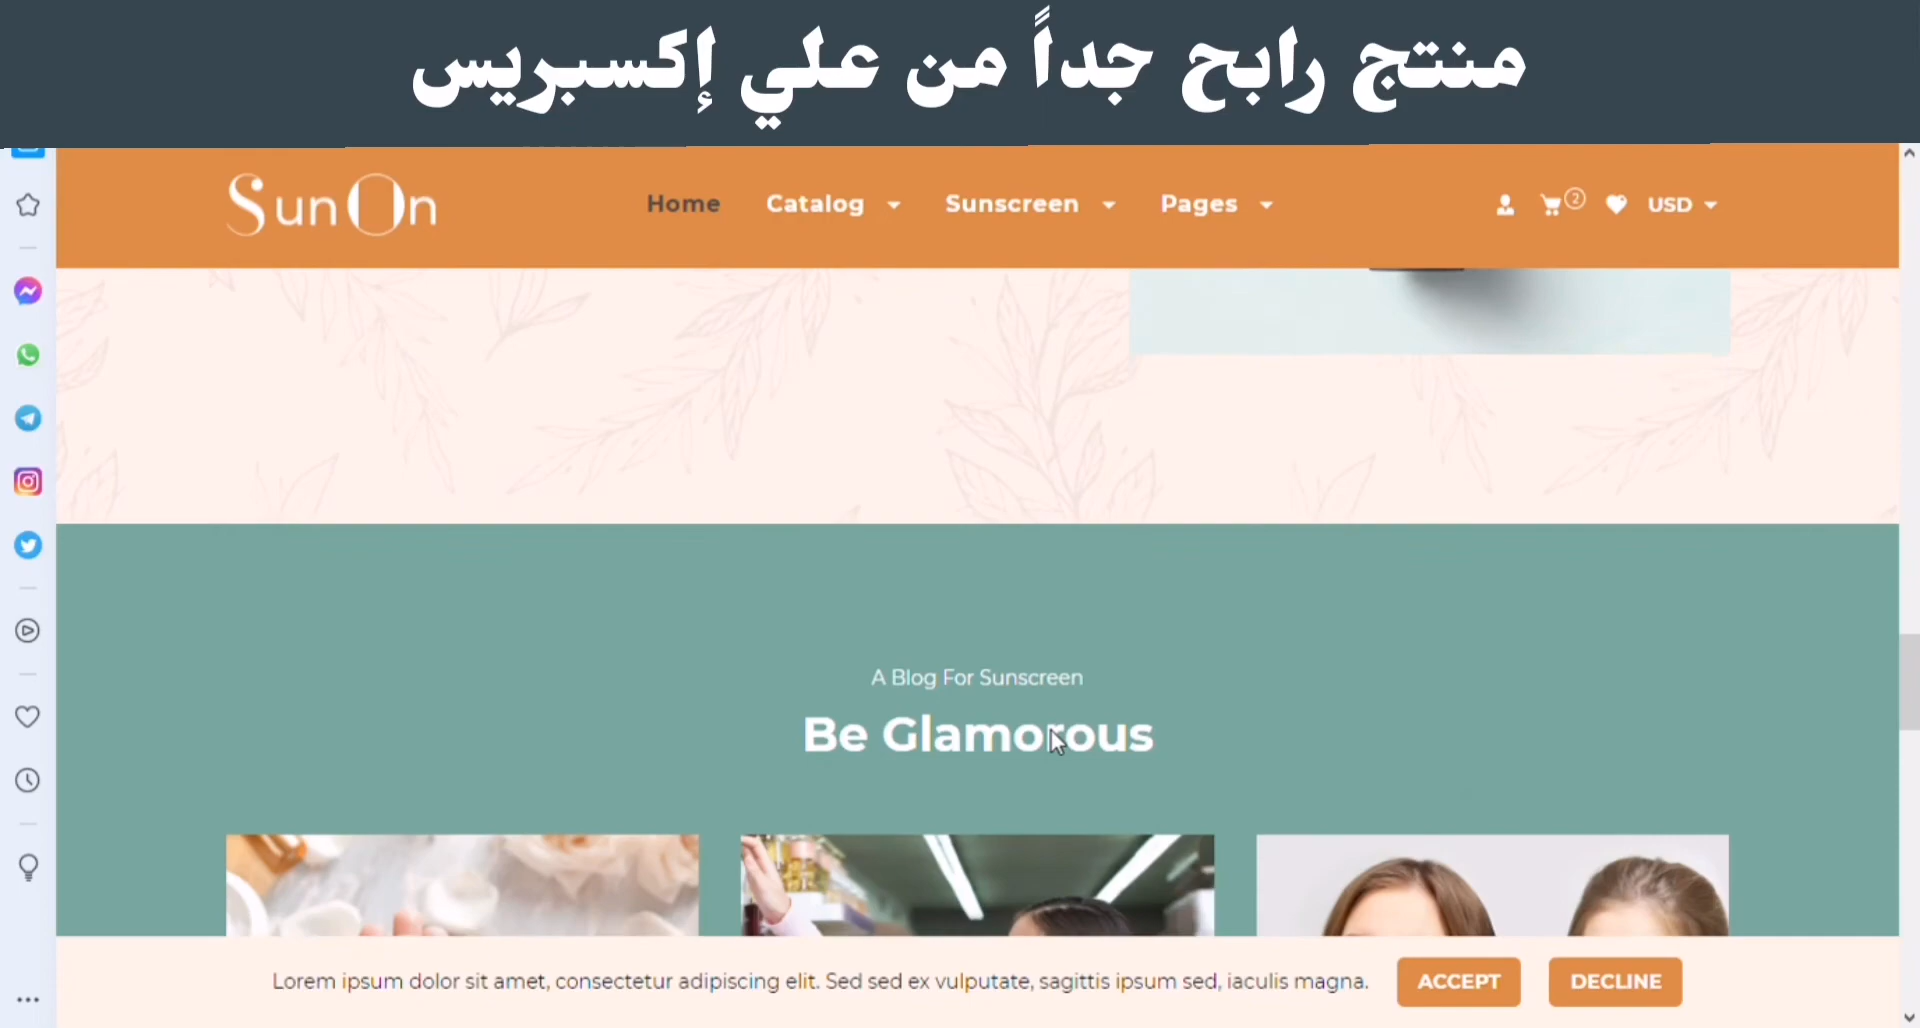 منتج رابح جداً من علي إكسبريس
SunOn
Home Catalog Sunscreen Pages 2 USD
A Blog For Sunscreen
Be Glamorous
Lorem ipsum dolor sit amet, consectetur adipiscing elit. Sed sed ex vulputate, sagittis ipsum sed, iaculis magna. ACCEPT DECLINE